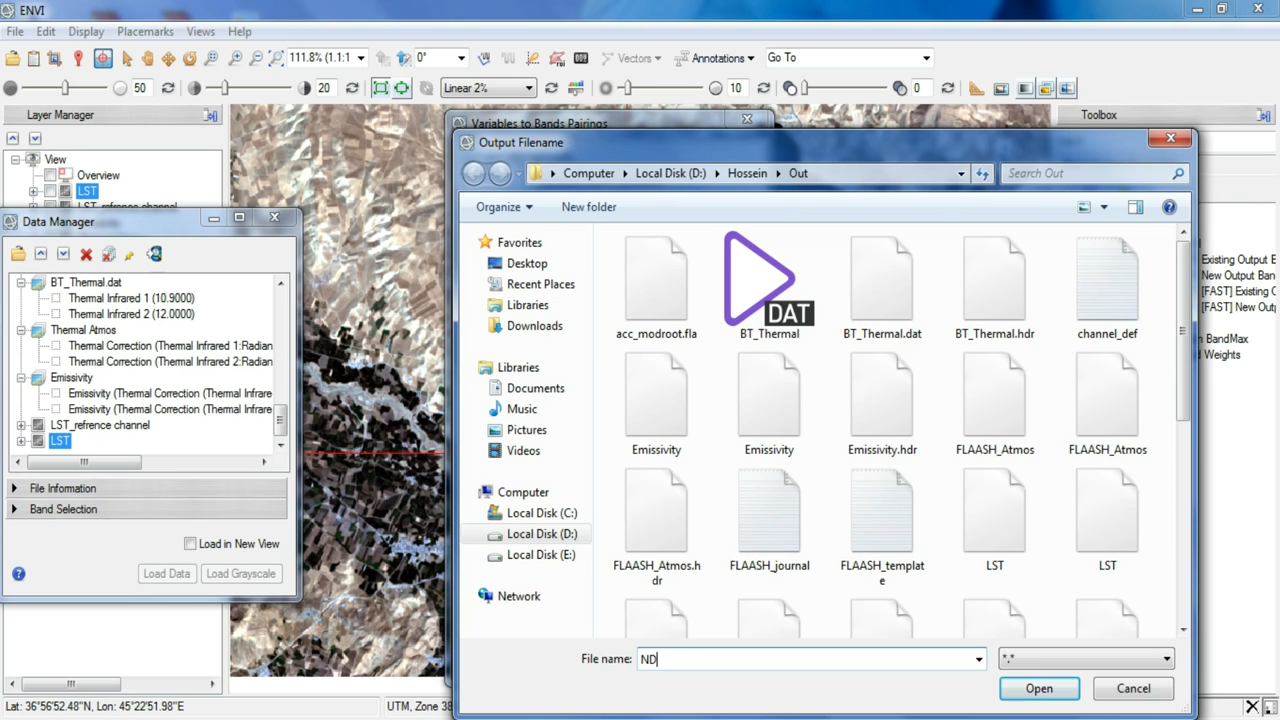 ENVI
File Edit Display Placemarks Views Help
111.8% (1.1:1 0° Vectors Annotations Go To
50 20 Linear 2% 10 0
Layer Manager
View
Overview
LST
LST_refrence channel
Toolbox
Existing Output B
New Output Ban
[FAST] Existing O
[FAST] New Outp
BandMax
d Weights
Data Manager
BT_Thermal.dat
Thermal Infrared 1 (10.9000)
Thermal Infrared 2 (12.0000)
Thermal Atmos
Thermal Correction (Thermal Infrared 1:Radian
Thermal Correction (Thermal Infrared 2:Radian
Emissivity
Emissivity (Thermal Correction (Thermal Infrare
Emissivity (Thermal Correction (Thermal Infrare
LST_refrence channel
LST
File Information
Band Selection
Load in New View
Load Data Load Grayscale
Variables to Bands Pairings
Output Filename
Computer Local Disk (D:) Hossein Out Search Out
Organize New folder
Favorites
Desktop
Recent Places
Libraries
Downloads
Libraries
Documents
Music
Pictures
Videos
Computer
Local Disk (C:)
Local Disk (D:)
Local Disk (E:)
Network
DAT
acc_modroot.fla BT_Thermal BT_Thermal.dat BT_Thermal.hdr channel_def
Emissivity Emissivity Emissivity.hdr FLAASH_Atmos FLAASH_Atmos
FLAASH_Atmos.h
dr FLAASH_journal FLAASH_templat
e LST LST
File name: ND *.*
Open Cancel
Lat: 36°56'52.48"N, Lon: 45°22'51.98"E UTM, Zone 38